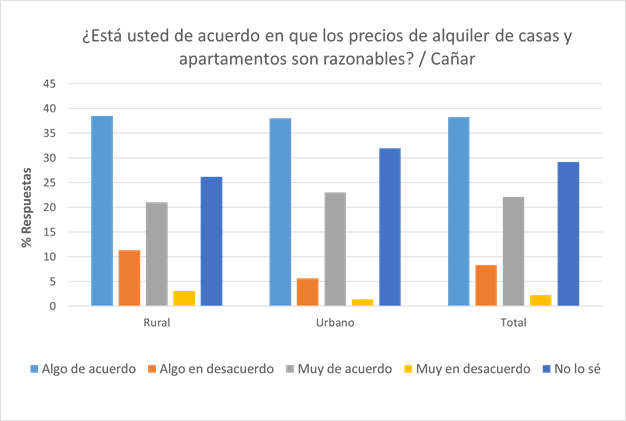 ¿Está usted de acuerdo en que los precios de alquiler de casas y
apartamentos son razonables? / Cañar
% Respuestas
45
40
35
30
25
20
15
10
5
0
Rural Urbano Total
Algo de acuerdo Algo en desacuerdo Muy de acuerdo Muy en desacuerdo No lo sé